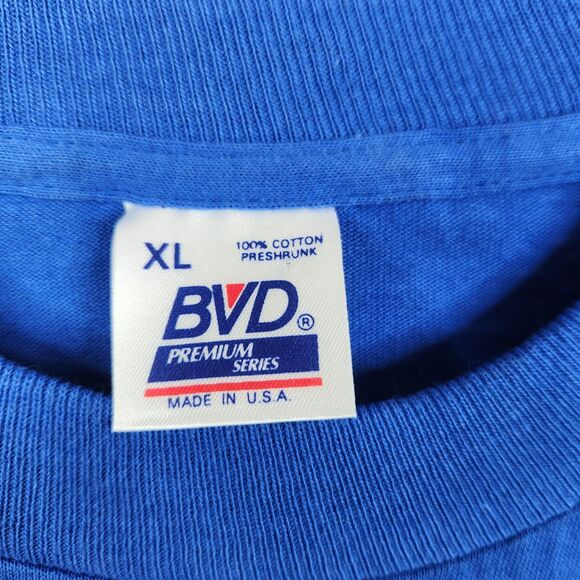 XL
100% COTTON
PRESHRUNK
BVD®
PREMIUM
SERIES
MADE IN U.S.A.